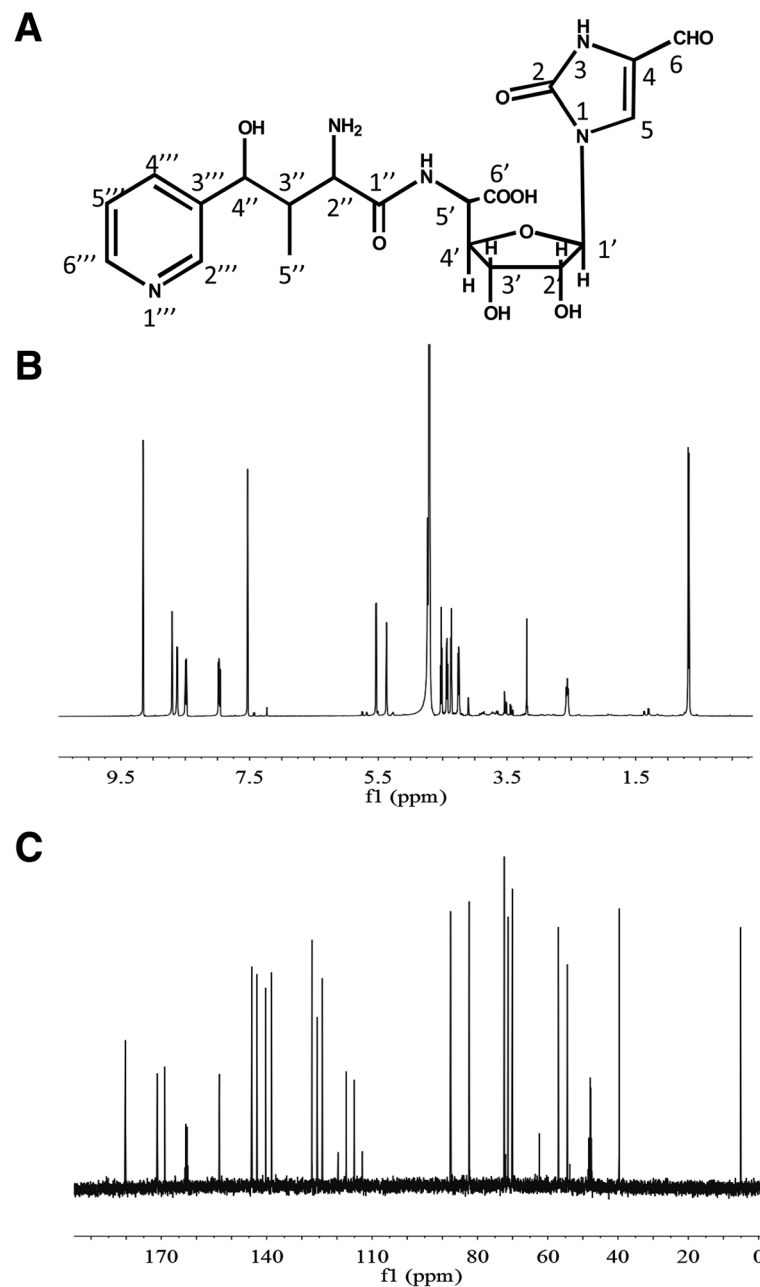 A
H
N
CHO
6
3
2
4
O
1
N
5
OH
NH₂
H
N
6'
COOH
4'''
3'''
3''
1''
5'''
4''
2''
5'
O
1'
O
4'
H
H
6'''
2'''
5''
H
3'
2'
H
N
1'''
OH
OH
B
9.5 7.5 5.5 3.5 1.5
f1 (ppm)
C
170 140 110 80 60 40 20 0
f1 (ppm)